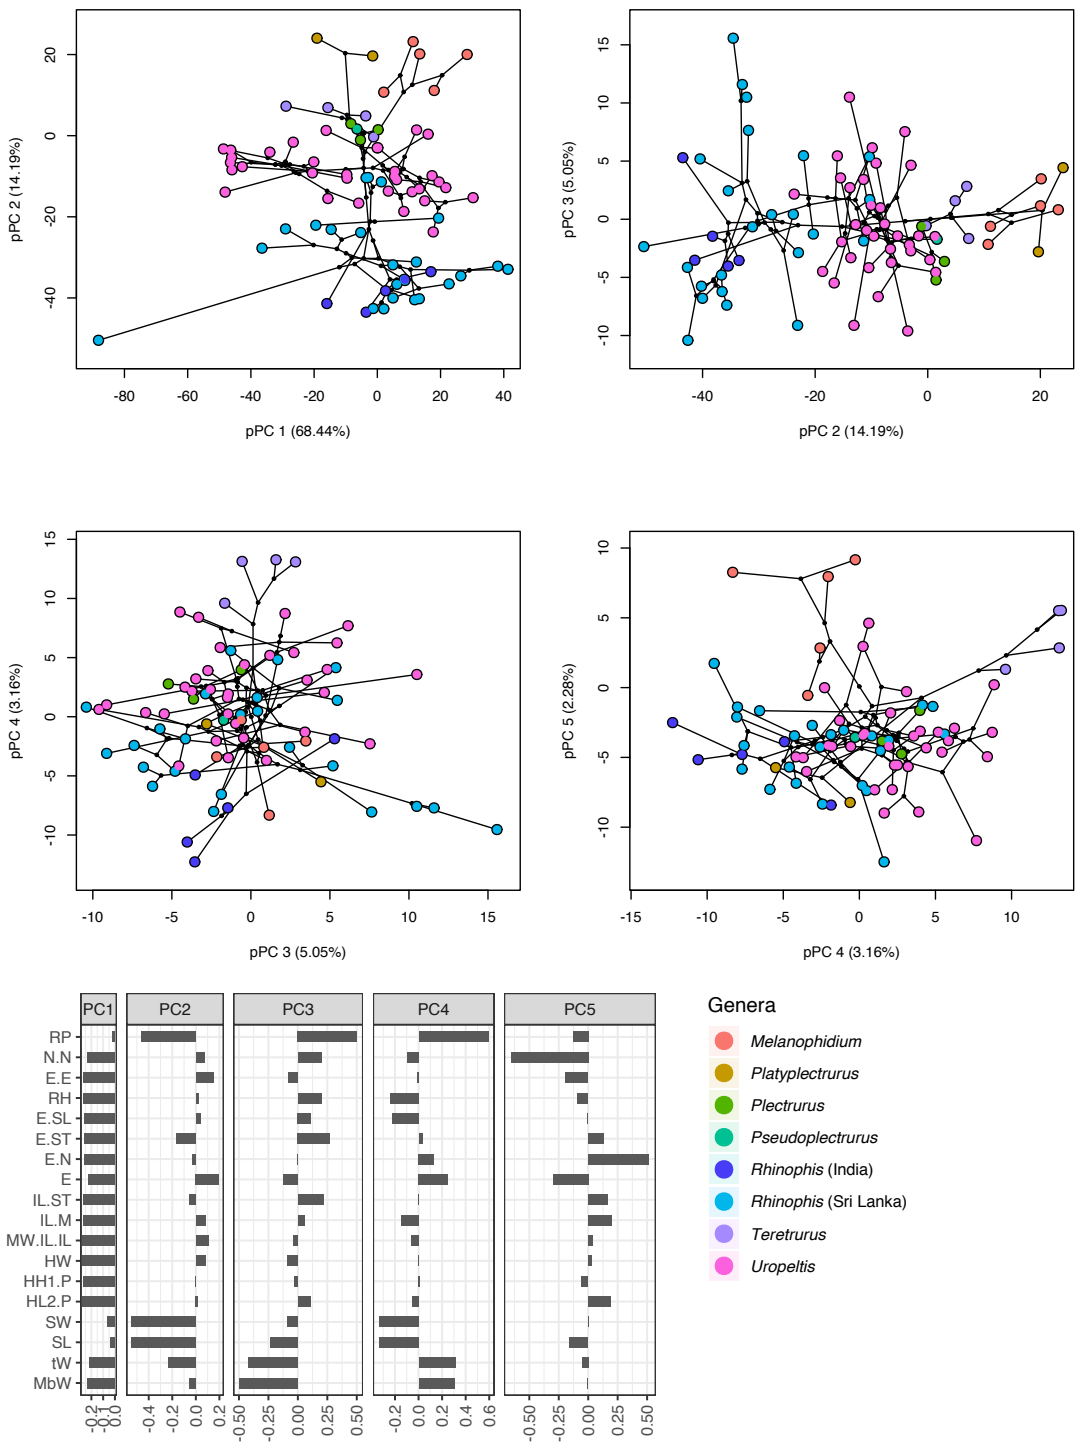 20
0
20
-40
pPC 2 (14.19%)
-80
-60
-40
-20
0
20
40
pPC 1 (68.44%)
15
10
5
0
-5
-10
pPC 3 (5.05%)
-40
-20
0
20
pPC 2 (14.19%)
15
10
5
0
-5
-10
pPC 4 (3.16%)
-10
-5
0
5
10
15
pPC 3 (5.05%)
10
5
0
-5
-10
pPC 5 (2.28%)
-15
-10
-5
0
5
10
pPC 4 (3.16%)
PC1
PC2
PC3
PC4
PC5
RP
N.N
E.E
RH
E.SL
E.ST
E.N
E
IL.ST
IL.M
MW.IL.IL
HW
HH1.P
HL2.P
SW
SL
tW
MbW
-0.2
-0.1
0.0
-0.4
-0.2
0.0
0.2
-0.50
-0.25
0.00
0.25
0.50
-0.2
0.0
0.2
0.4
0.6
-0.50
-0.25
0.00
0.25
0.50
Genera
Melanophidium
Platyplectrurus
Plectrurus
Pseudoplectrurus
Rhinophis (India)
Rhinophis (Sri Lanka)
Teretrurus
Uropeltis